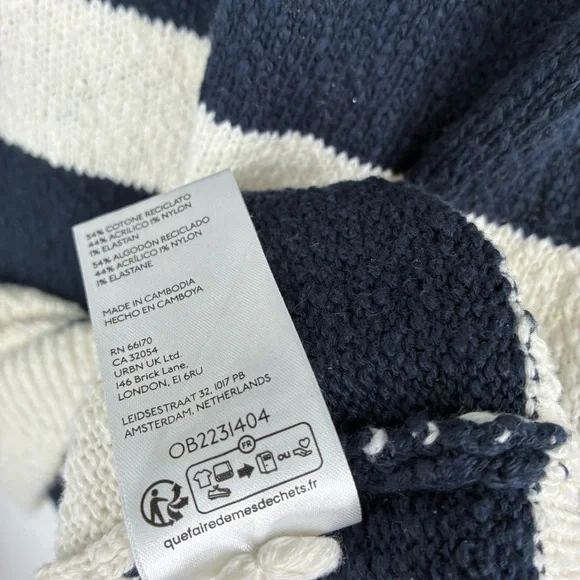 54% COTONE RICICLATO
44% ACRILICO 1% NYLON
1% ELASTAN
54% ALGODÓN RECICLADO
44% ACRÍLICO 1% NYLON
1% ELASTANE
MADE IN CAMBODIA
HECHO EN CAMBOYA
RN 66170
CA 32054
URBN UK Ltd.
146 Brick Lane,
LONDON, E1 6RU
LEIDSESTRAAT 32, 1017 PB
AMSTERDAM, NETHERLANDS
OB2231404
FR
OU
quefairedemesdechets.fr